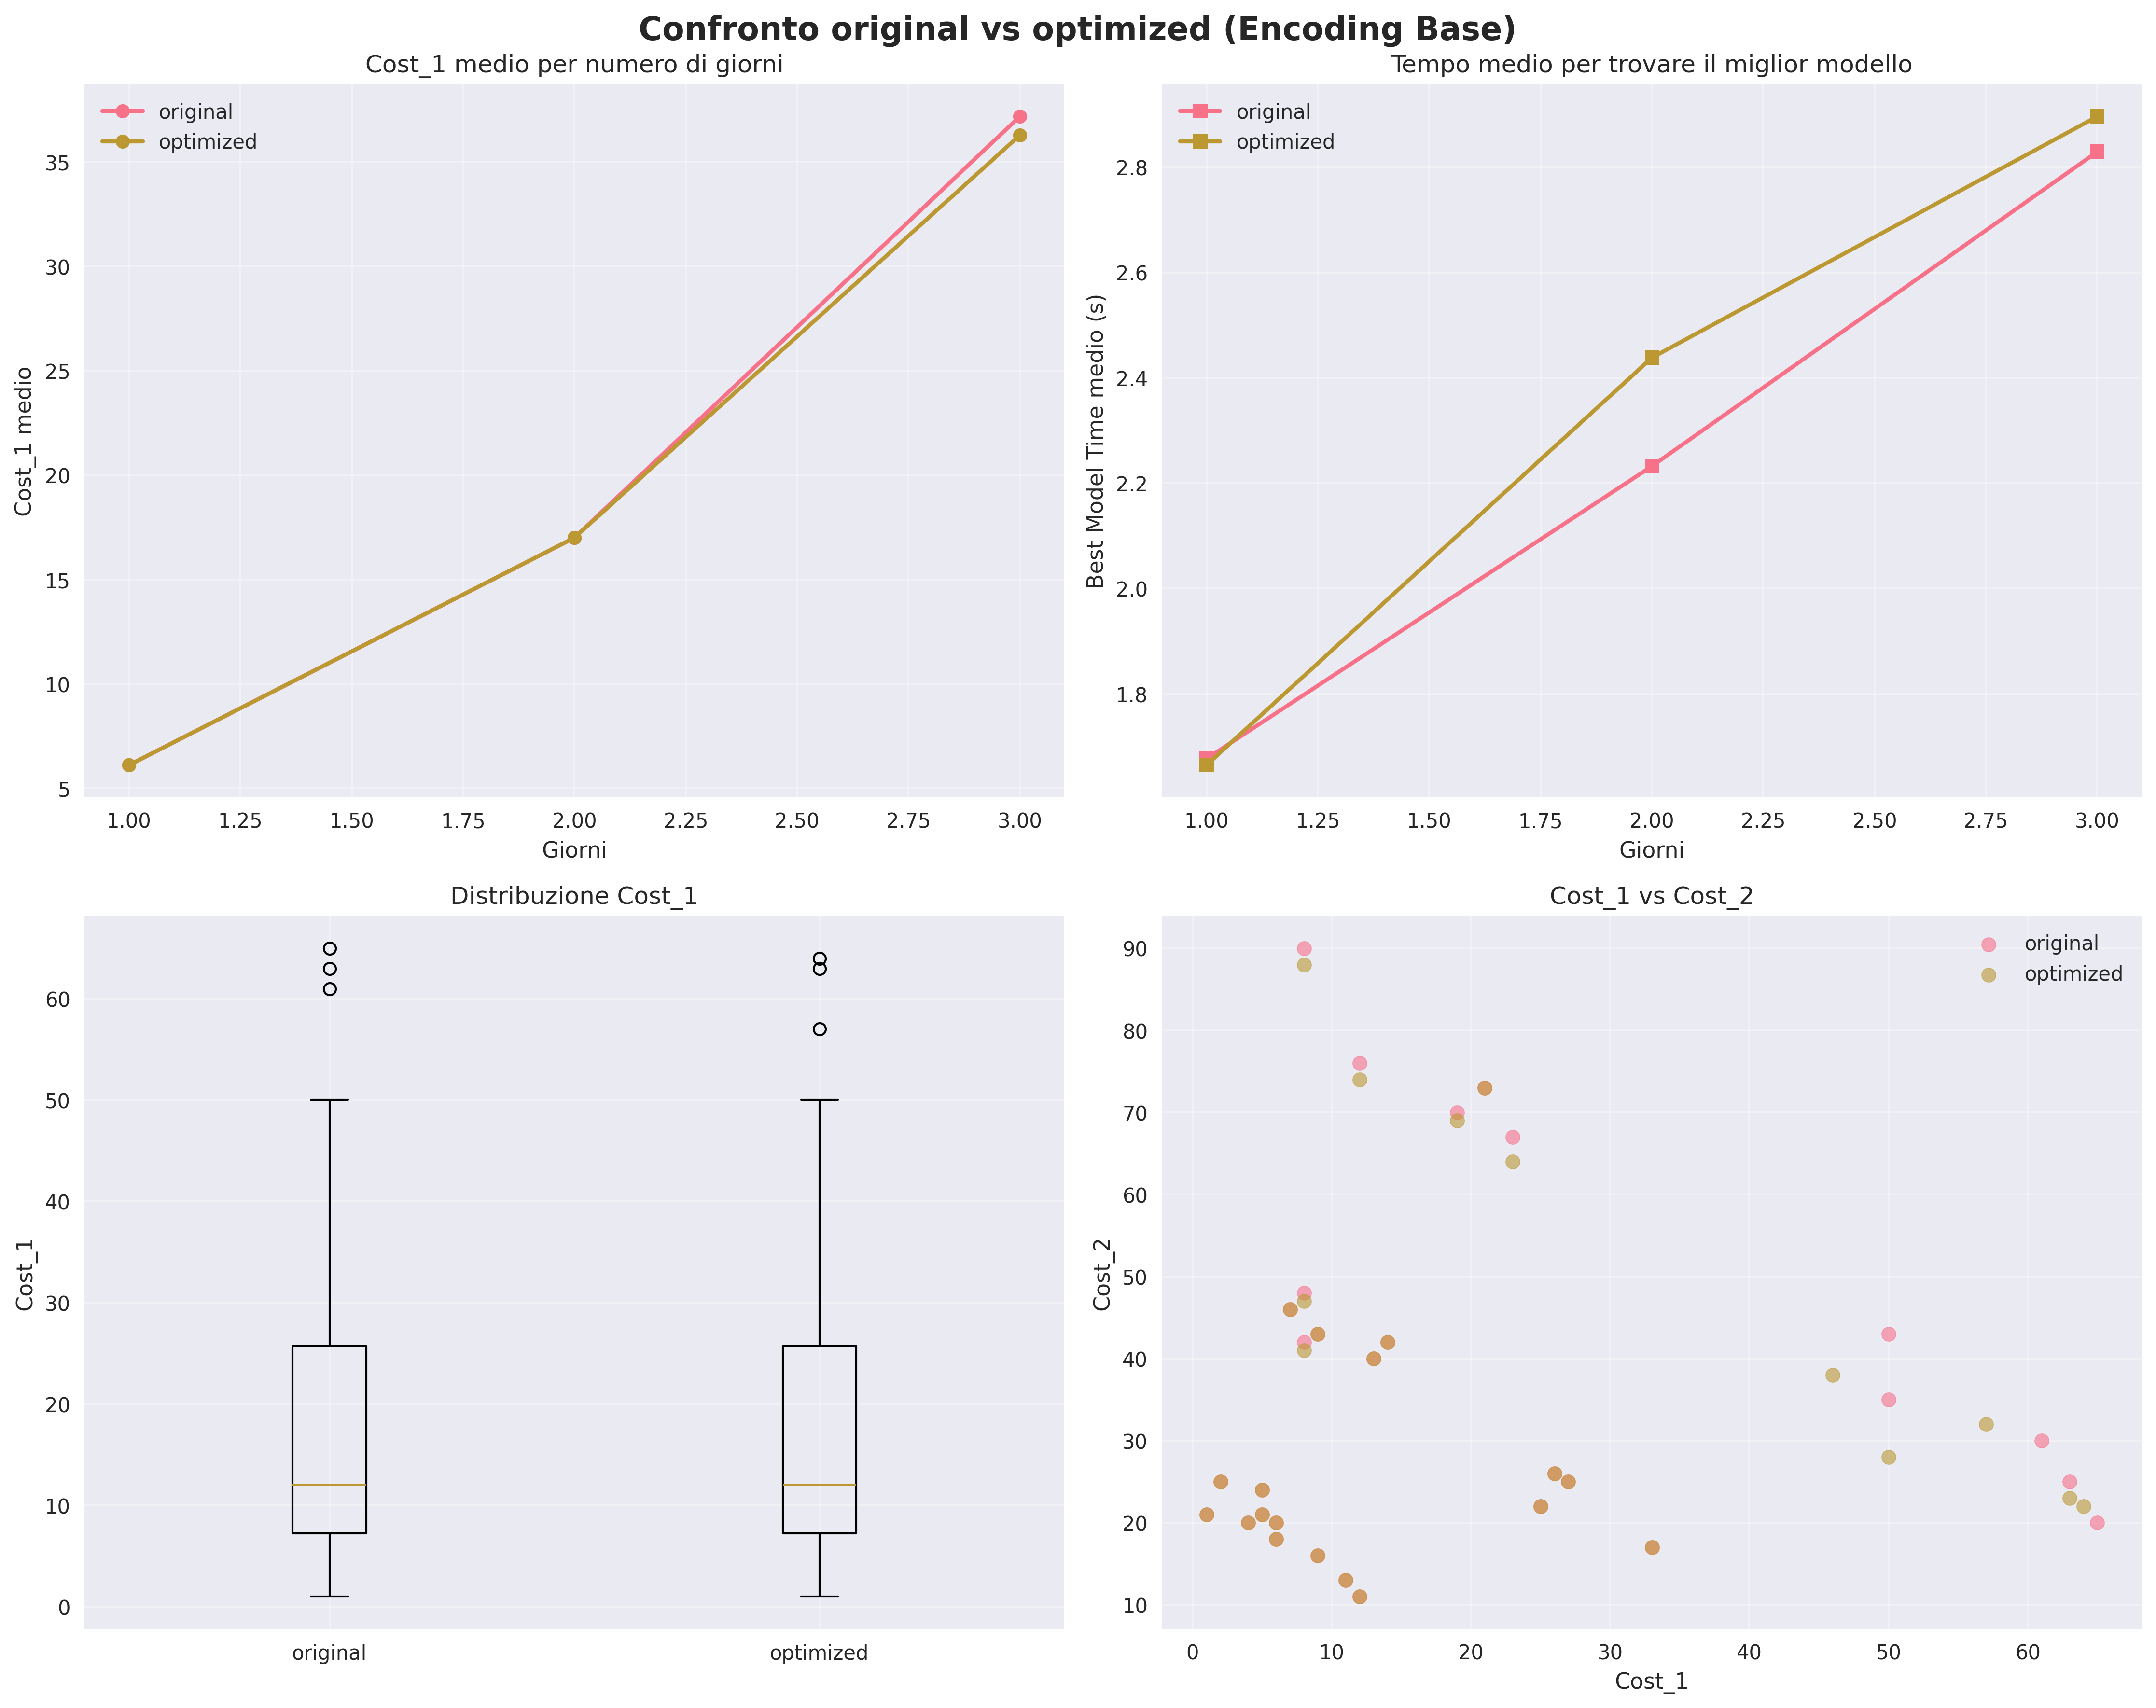 Confronto original vs optimized (Encoding Base)
Cost_1 medio per numero di giorni
original
optimized
35
30
25
20
15
10
5
Cost_1 medio
1.00 1.25 1.50 1.75 2.00 2.25 2.50 2.75 3.00
Giorni
Tempo medio per trovare il miglior modello
original
optimized
2.8
2.6
2.4
2.2
2.0
1.8
Best Model Time medio (s)
1.00 1.25 1.50 1.75 2.00 2.25 2.50 2.75 3.00
Giorni
Distribuzione Cost_1
60
50
40
30
20
10
0
Cost_1
original optimized
Cost_1 vs Cost_2
original
optimized
90
80
70
60
50
40
30
20
10
Cost_2
0 10 20 30 40 50 60
Cost_1